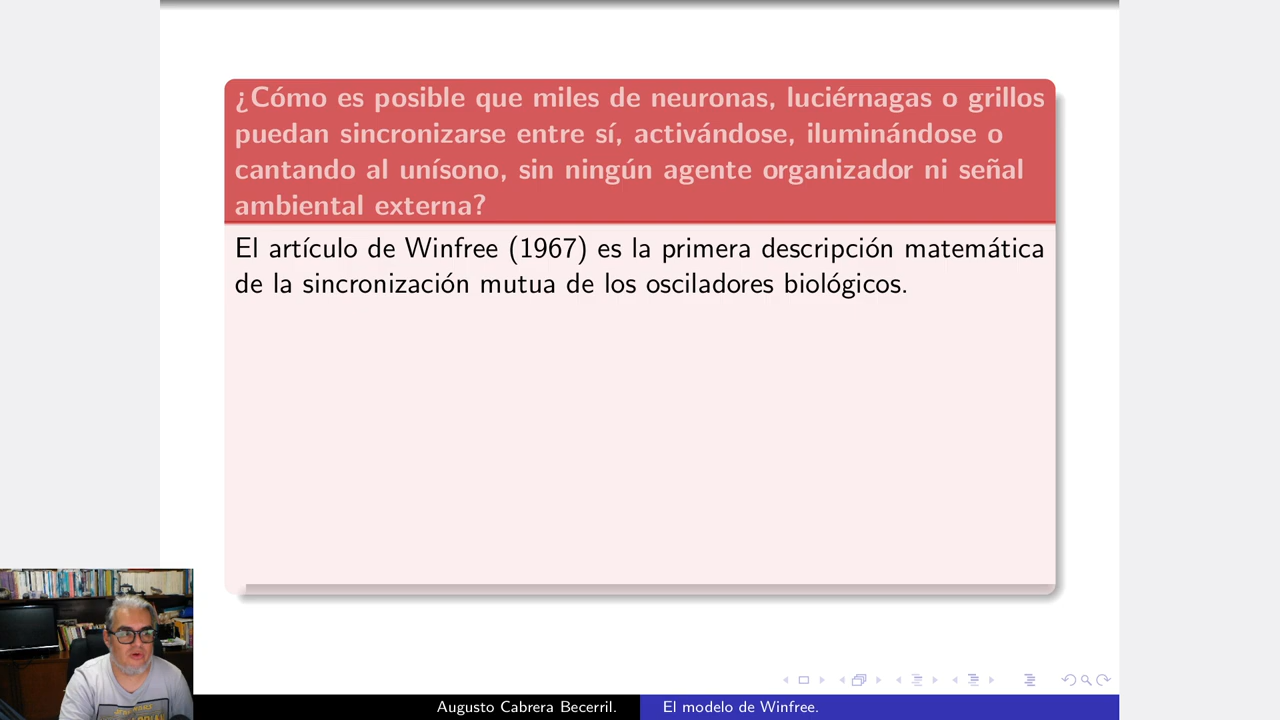 ¿Cómo es posible que miles de neuronas, luciérnagas o grillos
puedan sincronizarse entre sí, activándose, iluminándose o
cantando al unísono, sin ningún agente organizador ni señal
ambiental externa?
El artículo de Winfree (1967) es la primera descripción matemática
de la sincronización mutua de los osciladores biológicos.
Augusto Cabrera Becerril.
El modelo de Winfree.